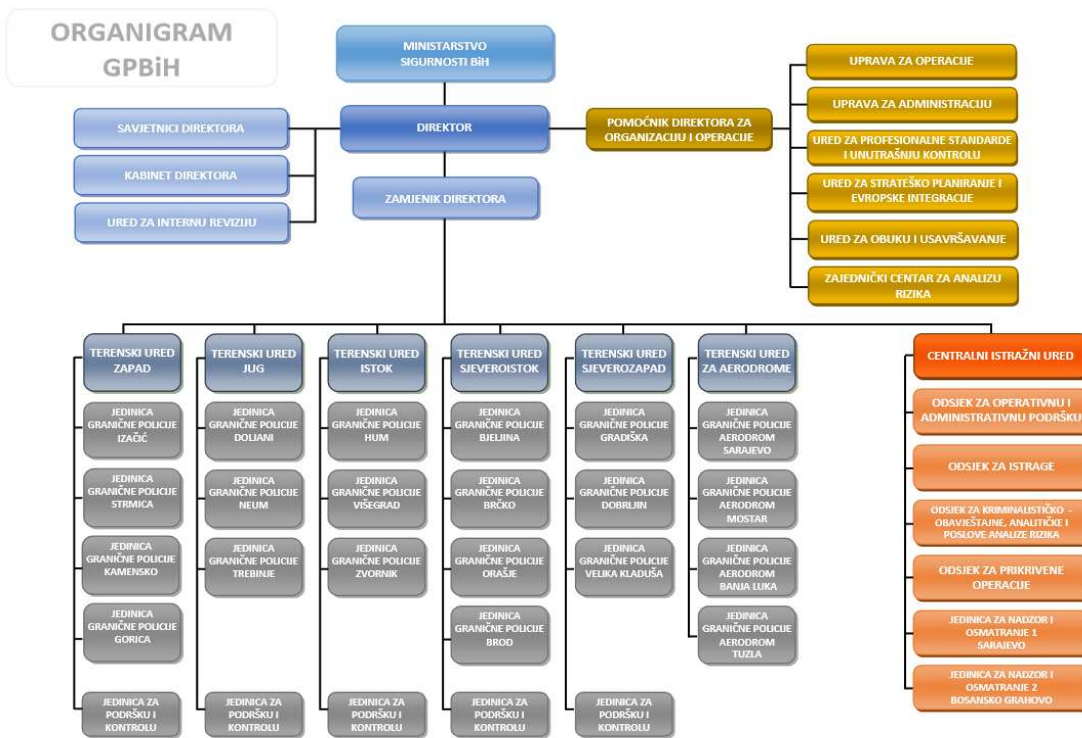 ORGANIGRAM
GPBiH
MINISTARSTVO
SIGURNOSTI BiH
DIREKTOR
ZAMJENIK DIREKTORA
SAVJETNICI DIREKTORA
KABINET DIREKTORA
URED ZA INTERNU REVIZIJU
POMOĆNIK DIREKTORA ZA
ORGANIZACIJU I OPERACIJE
UPRAVA ZA OPERACIJE
UPRAVA ZA ADMINISTRACIJU
URED ZA PROFESIONALNE STANDARDE
I UNUTRAŠNJU KONTROLU
URED ZA STRATEŠKO PLANIRANJE I
EVROPSKE INTEGRACIJE
URED ZA OBUKU I USAVRŠAVANJE
ZAJEDNIČKI CENTAR ZA ANALIZU
RIZIKA
TERENSKI URED
ZAPAD
JEDINICA
GRANIČNE POLICIJE
IZAČIĆ
JEDINICA
GRANIČNE POLICIJE
STRMICA
JEDINICA
GRANIČNE POLICIJE
KAMENSKO
JEDINICA
GRANIČNE POLICIJE
GORICA
JEDINICA ZA
PODRŠKU I
KONTROLU
TERENSKI URED
JUG
JEDINICA
GRANIČNE POLICIJE
DOLJANI
JEDINICA
GRANIČNE POLICIJE
NEUM
JEDINICA
GRANIČNE POLICIJE
TREBINJE
JEDINICA ZA
PODRŠKU I
KONTROLU
TERENSKI URED
ISTOK
JEDINICA
GRANIČNE POLICIJE
HUM
JEDINICA
GRANIČNE POLICIJE
VIŠEGRAD
JEDINICA
GRANIČNE POLICIJE
ZVORNIK
JEDINICA ZA
PODRŠKU I
KONTROLU
TERENSKI URED
SJEVEROISTOK
JEDINICA
GRANIČNE POLICIJE
BJELJINA
JEDINICA
GRANIČNE POLICIJE
BRČKO
JEDINICA
GRANIČNE POLICIJE
ORAŠJE
JEDINICA
GRANIČNE POLICIJE
BROD
JEDINICA ZA
PODRŠKU I
KONTROLU
TERENSKI URED
SJEVEROZAPAD
JEDINICA
GRANIČNE POLICIJE
GRADIŠKA
JEDINICA
GRANIČNE POLICIJE
DOBRLJIN
JEDINICA
GRANIČNE POLICIJE
VELIKA KLADUŠA
JEDINICA ZA
PODRŠKU I
KONTROLU
TERENSKI URED
ZA AERODROME
JEDINICA
GRANIČNE POLICIJE
AERODROM
SARAJEVO
JEDINICA
GRANIČNE POLICIJE
AERODROM
MOSTAR
JEDINICA
GRANIČNE POLICIJE
AERODROM
BANJA LUKA
JEDINICA
GRANIČNE POLICIJE
AERODROM
TUZLA
CENTRALNI ISTRAŽNI URED
ODSJEK ZA OPERATIVNU I
ADMINISTRATIVNU PODRŠKU
ODSJEK ZA ISTRAGE
ODSJEK ZA KRIMINALISTIČKO -
OBAVJEŠTAJNE, ANALITIČKE I
POSLOVE ANALIZE RIZIKA
ODSJEK ZA PRIKRIVENE
OPERACIJE
JEDINICA ZA NADZOR I
OSMATRANJE 1
SARAJEVO
JEDINICA ZA NADZOR I
OSMATRANJE 2
BOSANSKO GRAHOVO